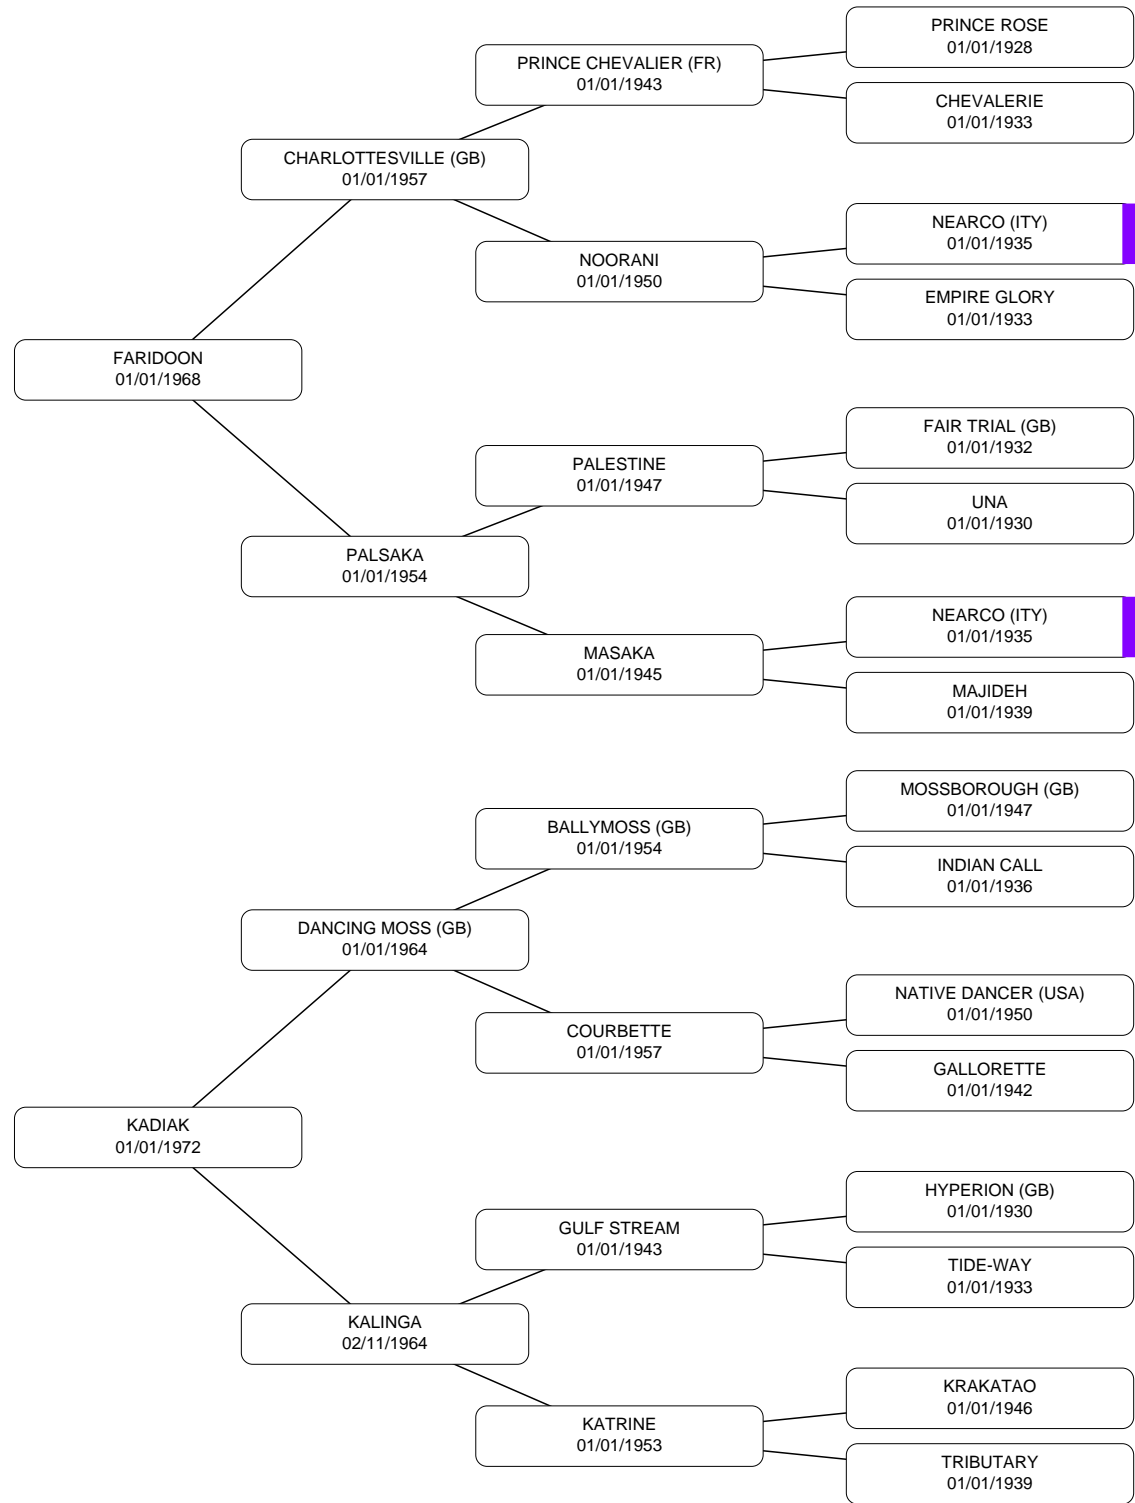 PRINCE ROSE
01/01/1928
PRINCE CHEVALIER (FR)
01/01/1943
CHEVALERIE
01/01/1933
CHARLOTTESVILLE (GB)
01/01/1957
NEARCO (ITY)
01/01/1935
NOORANI
01/01/1950
EMPIRE GLORY
01/01/1933
FARIDOON
01/01/1968
FAIR TRIAL (GB)
01/01/1932
PALESTINE
01/01/1947
UNA
01/01/1930
PALSAKA
01/01/1954
NEARCO (ITY)
01/01/1935
MASAKA
01/01/1945
MAJIDEH
01/01/1939
MOSSBOROUGH (GB)
01/01/1947
BALLYMOSS (GB)
01/01/1954
INDIAN CALL
01/01/1936
DANCING MOSS (GB)
01/01/1964
NATIVE DANCER (USA)
01/01/1950
COURBETTE
01/01/1957
GALLORETTE
01/01/1942
KADIAK
01/01/1972
HYPERION (GB)
01/01/1930
GULF STREAM
01/01/1943
TIDE-WAY
01/01/1933
KALINGA
02/11/1964
KRAKATAO
01/01/1946
KATRINE
01/01/1953
TRIBUTARY
01/01/1939